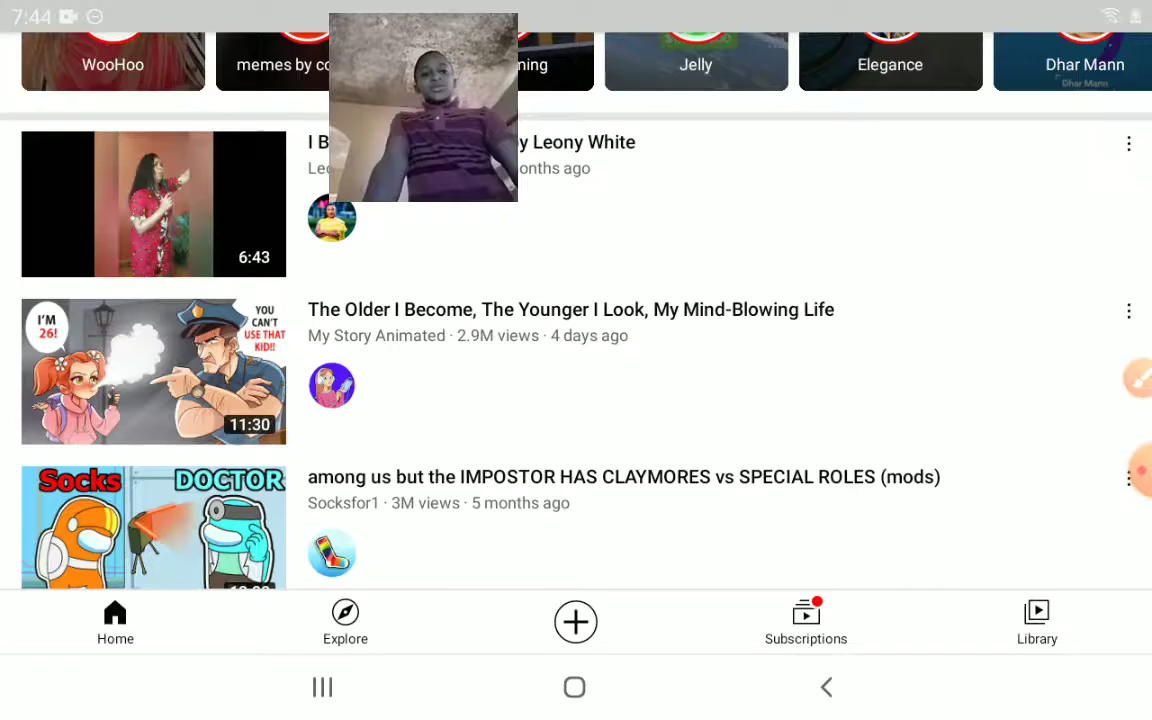 7:44
WooHoo
memes by co
ning
Jelly
Elegance
Dhar Mann
Dhar Mann
I B
y Leony White
Leo
onths ago
6:43
I'M
26!
YOU
CAN'T
USE THAT
KID!!
11:30
The Older I Become, The Younger I Look, My Mind-Blowing Life
My Story Animated · 2.9M views · 4 days ago
Socks
DOCTOR
among us but the IMPOSTOR HAS CLAYMORES vs SPECIAL ROLES (mods)
Socksfor1 · 3M views · 5 months ago
Home
Explore
Subscriptions
Library